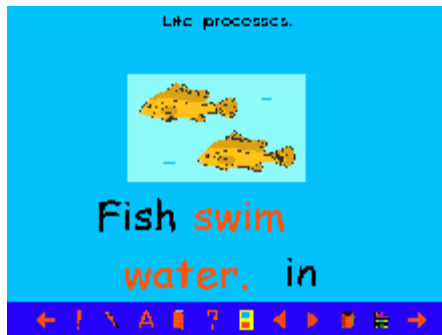 Life processes.
Fish swim
water. in
! A ?